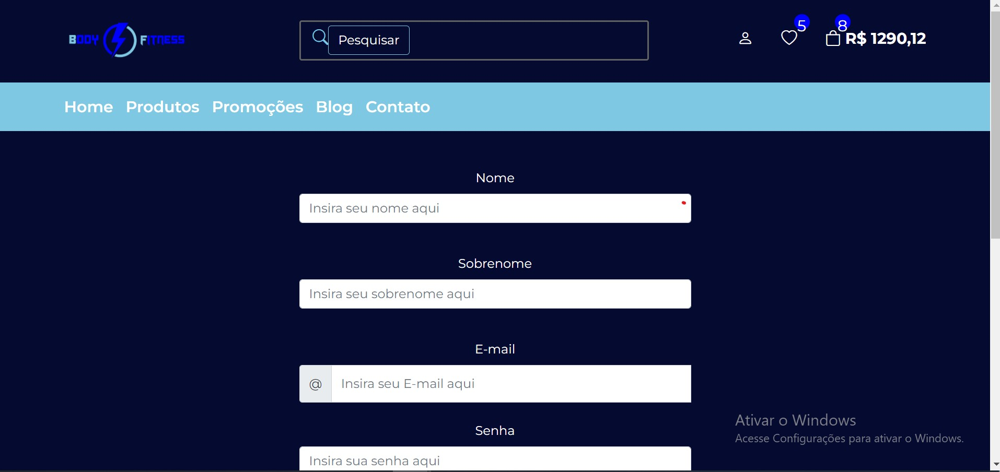 BODY FITNESS
Pesquisar
5
8
R$ 1290,12
Home Produtos Promoções Blog Contato
Nome
Insira seu nome aqui
Sobrenome
Insira seu sobrenome aqui
E-mail
@ Insira seu E-mail aqui
Senha
Insira sua senha aqui
Ativar o Windows
Acesse Configurações para ativar o Windows.